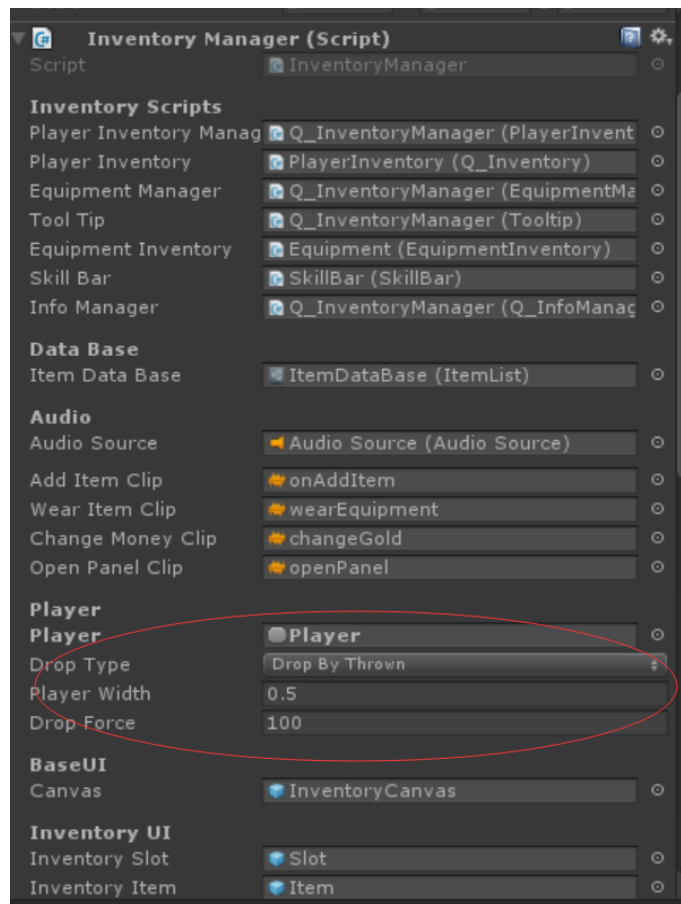 Inventory Manager (Script)
Script InventoryManager
Inventory Scripts
Player Inventory Manag Q_InventoryManager (PlayerInvent
Player Inventory PlayerInventory (Q_Inventory)
Equipment Manager Q_InventoryManager (EquipmentMa
Tool Tip Q_InventoryManager (Tooltip)
Equipment Inventory Equipment (EquipmentInventory)
Skill Bar SkillBar (SkillBar)
Info Manager Q_InventoryManager (Q_InfoManag
Data Base
Item Data Base ItemDataBase (ItemList)
Audio
Audio Source Audio Source (Audio Source)
Add Item Clip onAddItem
Wear Item Clip wearEquipment
Change Money Clip changeGold
Open Panel Clip openPanel
Player
Player Player
Drop Type Drop By Thrown
Player Width 0.5
Drop Force 100
BaseUI
Canvas InventoryCanvas
Inventory UI
Inventory Slot Slot
Inventory Item Item